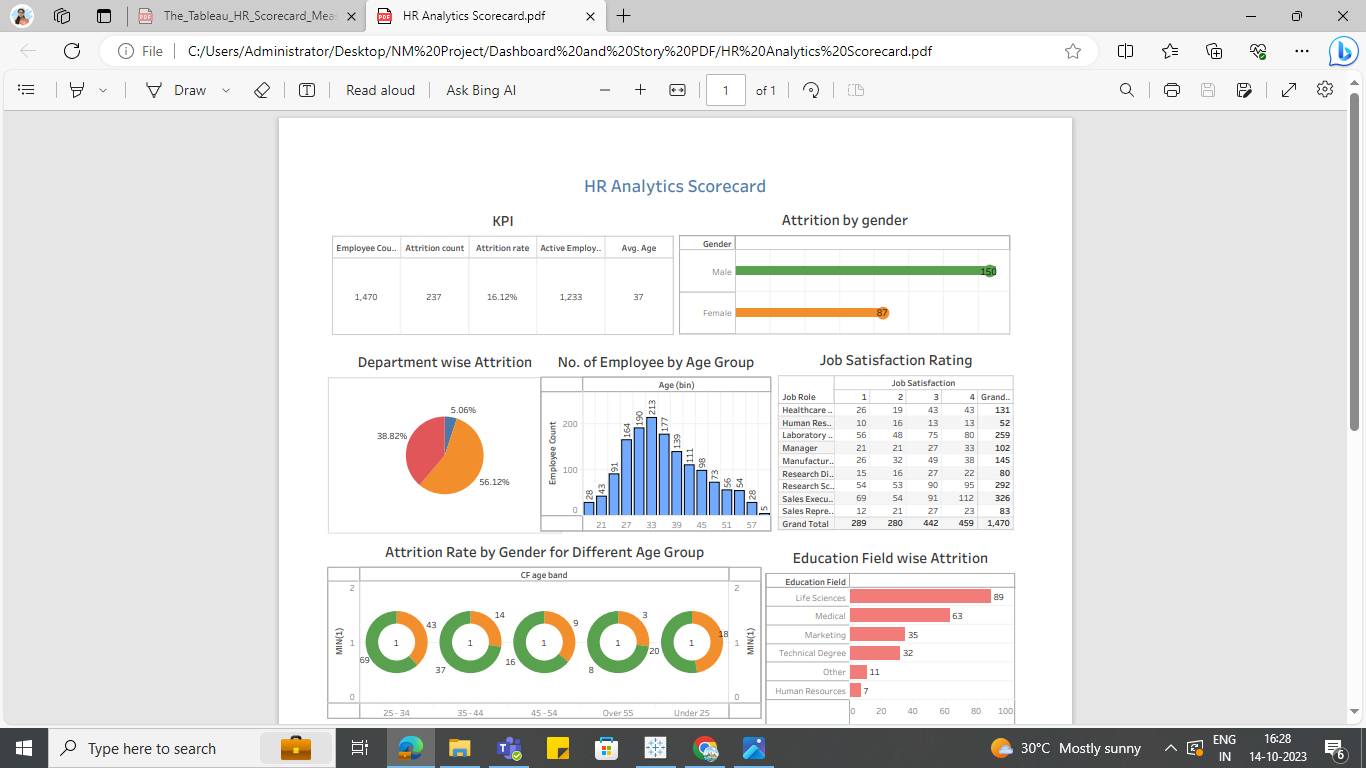 The_Tableau_HR_Scorecard_Mea
HR Analytics Scorecard.pdf
File
C:/Users/Administrator/Desktop/NM%20Project/Dashboard%20and%20Story%20PDF/HR%20Analytics%20Scorecard.pdf
Draw
Read aloud
Ask Bing AI
1 of 1
HR Analytics Scorecard
KPI
Employee Cou.. Attrition count Attrition rate Active Employ.. Avg. Age
1,470 237 16.12% 1,233 37
Attrition by gender
Gender
Male 150
Female 87
Department wise Attrition
5.06%
38.82%
56.12%
No. of Employee by Age Group
Age (bin)
Employee Count
200
100
0
28 43 91 164 190 213 177 139 111 98 73 56 54 28 5
21 27 33 39 45 51 57
Job Satisfaction Rating
Job Satisfaction
Job Role 1 2 3 4 Grand..
Healthcare .. 26 19 43 43 131
Human Res.. 10 16 13 13 52
Laboratory .. 56 48 75 80 259
Manager 21 21 27 33 102
Manufactur.. 26 32 49 38 145
Research Di.. 15 16 27 22 80
Research Sc.. 54 53 90 95 292
Sales Execu.. 69 54 91 112 326
Sales Repre.. 12 21 27 23 83
Grand Total 289 280 442 459 1,470
Attrition Rate by Gender for Different Age Group
CF age band
2 2
MIN(1) 1 1 MIN(1)
0 0
43 14 9 3 18
1 1 1 1 1
69 37 16 8 20
25 - 34 35 - 44 45 - 54 Over 55 Under 25
Education Field wise Attrition
Education Field
Life Sciences 89
Medical 63
Marketing 35
Technical Degree 32
Other 11
Human Resources 7
0 20 40 60 80 100
Type here to search
30°C Mostly sunny
ENG
IN
16:28
14-10-2023
6